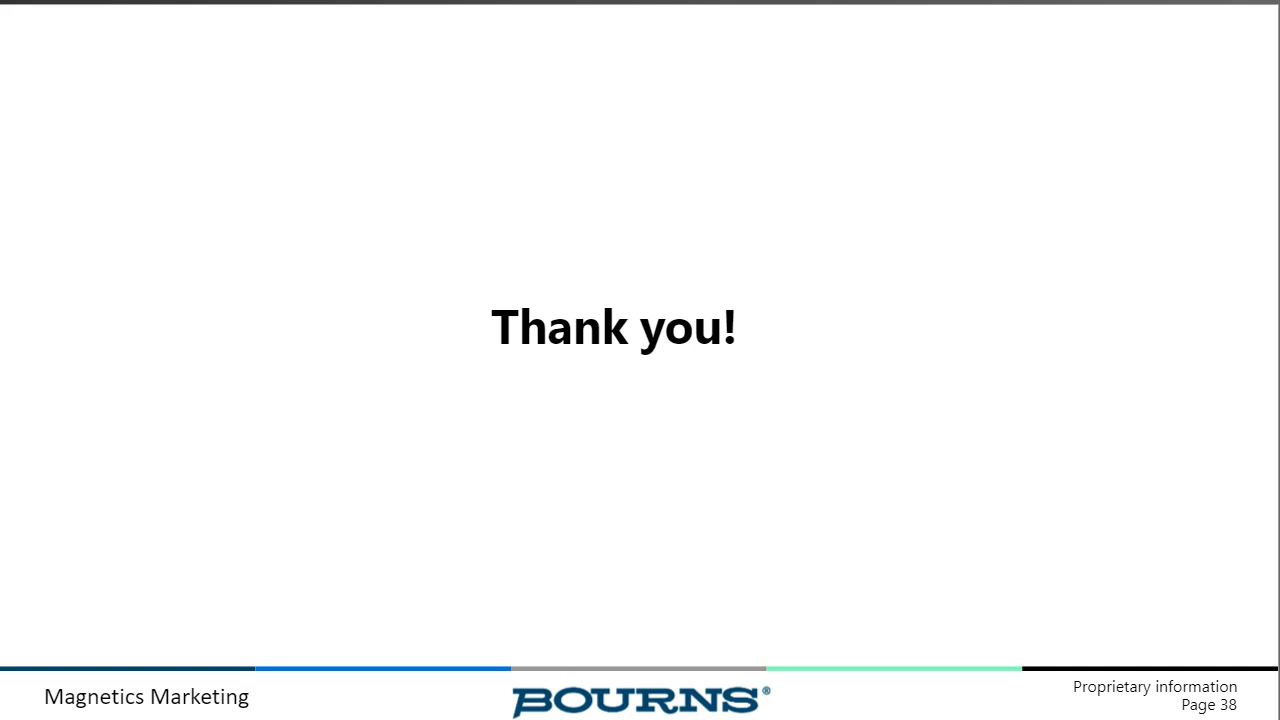 Thank you!
Magnetics Marketing
BOURNS®
Proprietary information
Page 38